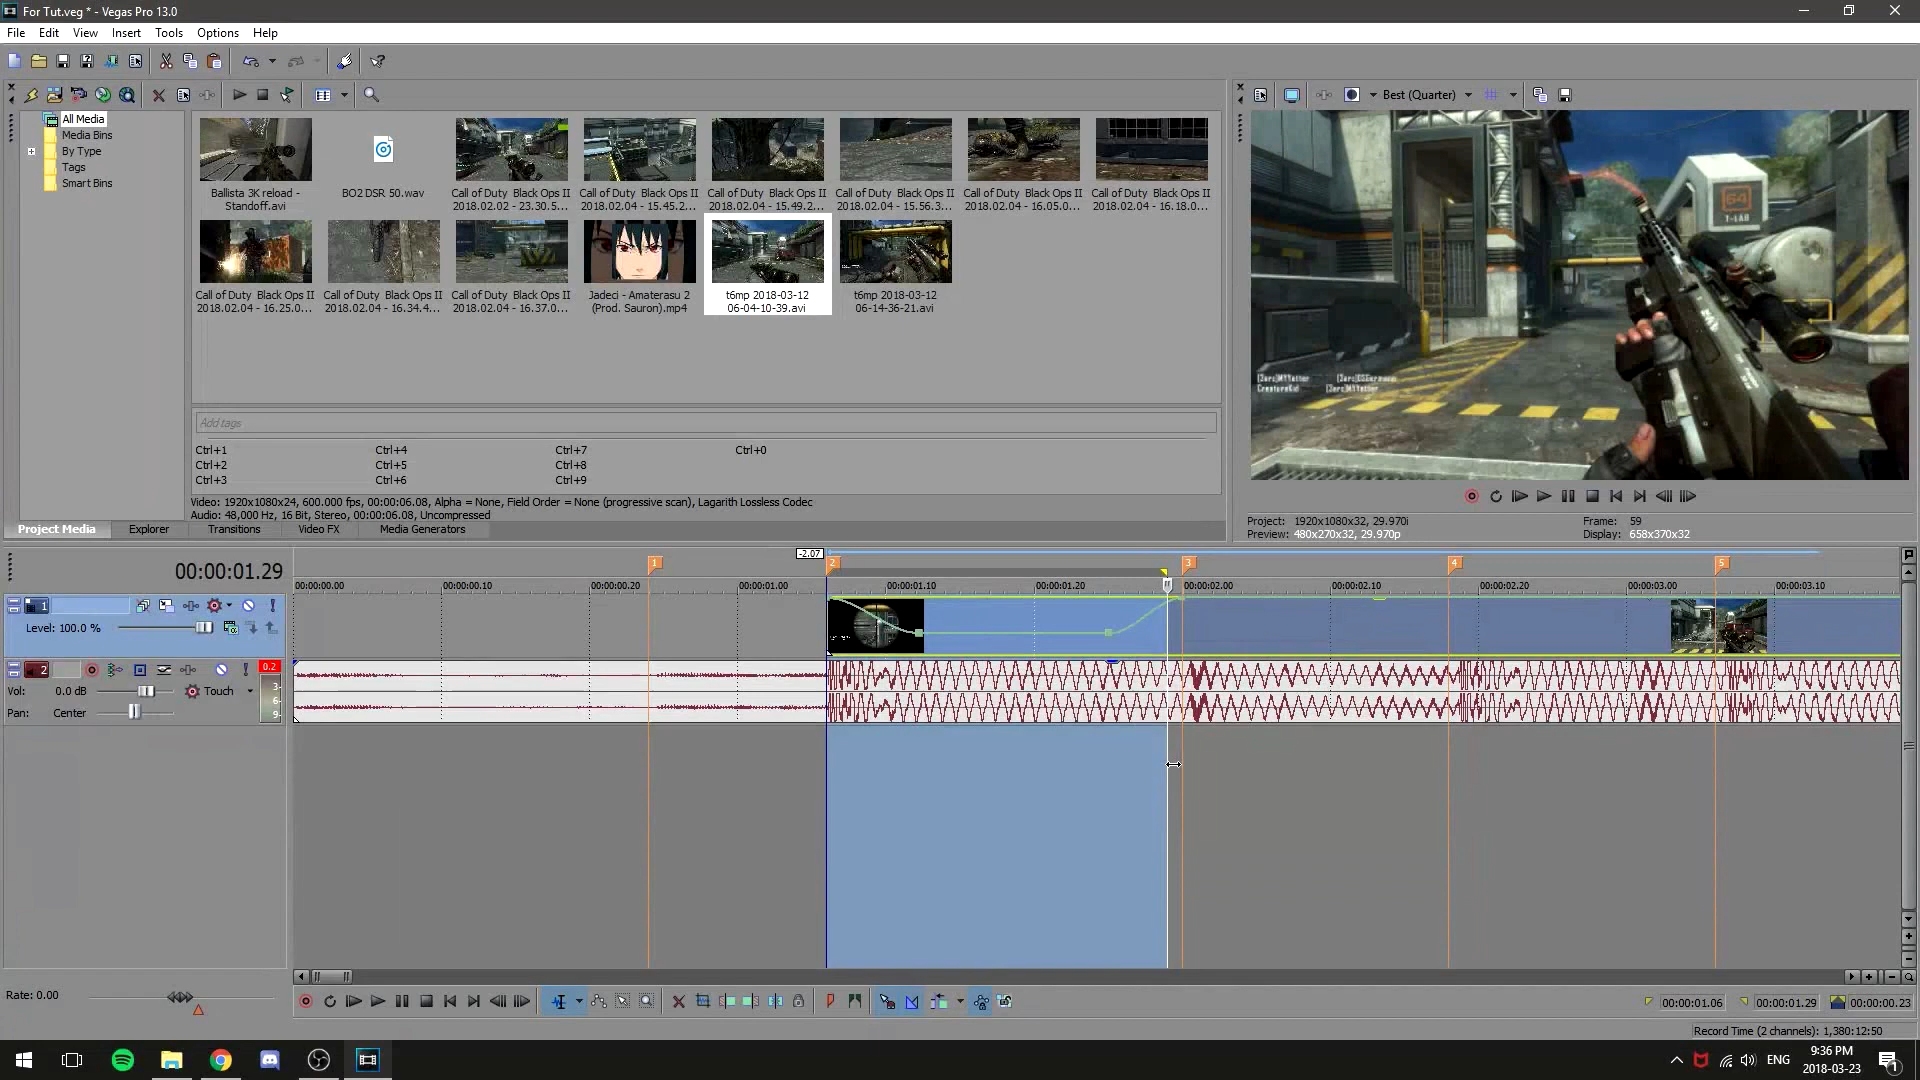 For Tut.veg * - Vegas Pro 13.0
File Edit View Insert Tools Options Help
Best (Quarter)
All Media
Media Bins
By Type
Tags
Smart Bins
Ballista 3K reload - Standoff.avi
BO2 DSR 50.wav
Call of Duty Black Ops II 2018.02.02 - 23.30.5...
Call of Duty Black Ops II 2018.02.04 - 15.45.2...
Call of Duty Black Ops II 2018.02.04 - 15.49.2...
Call of Duty Black Ops II 2018.02.04 - 15.56.3...
Call of Duty Black Ops II 2018.02.04 - 16.05.0...
Call of Duty Black Ops II 2018.02.04 - 16.18.0...
Call of Duty Black Ops II 2018.02.04 - 16.25.0...
Call of Duty Black Ops II 2018.02.04 - 16.34.4...
Call of Duty Black Ops II 2018.02.04 - 16.37.0...
Jadeci - Amaterasu 2 (Prod. Sauron).mp4
t6mp 2018-03-12 06-04-10-39.avi
t6mp 2018-03-12 06-14-36-21.avi
Add tags
Ctrl+1 Ctrl+4 Ctrl+7 Ctrl+0
Ctrl+2 Ctrl+5 Ctrl+8
Ctrl+3 Ctrl+6 Ctrl+9
Video: 1920x1080x24, 600.000 fps, 00:00:06.08, Alpha = None, Field Order = None (progressive scan), Lagarith Lossless Codec
Audio: 48,000 Hz, 16 Bit, Stereo, 00:00:06.08, Uncompressed
Project Media Explorer Transitions Video FX Media Generators
64
T-LAB
Project: 1920x1080x32, 29.970i Frame: 59
Preview: 480x270x32, 29.970p Display: 658x370x32
00:00:01.29
-2.07
1 2 3 4 5
00:00:00.00 00:00:00.10 00:00:00.20 00:00:01.00 00:00:01.10 00:00:01.20 00:00:02.00 00:00:02.10 00:00:02.20 00:00:03.00 00:00:03.10
1
Level: 100.0 %
2
0.2
Vol: 0.0 dB Touch
3-
6-
9-
Pan: Center
Rate: 0.00
00:00:01.06 00:00:01.29 00:00:00.23
Record Time (2 channels): 1,380:12:50
ENG
9:36 PM
2018-03-23
1